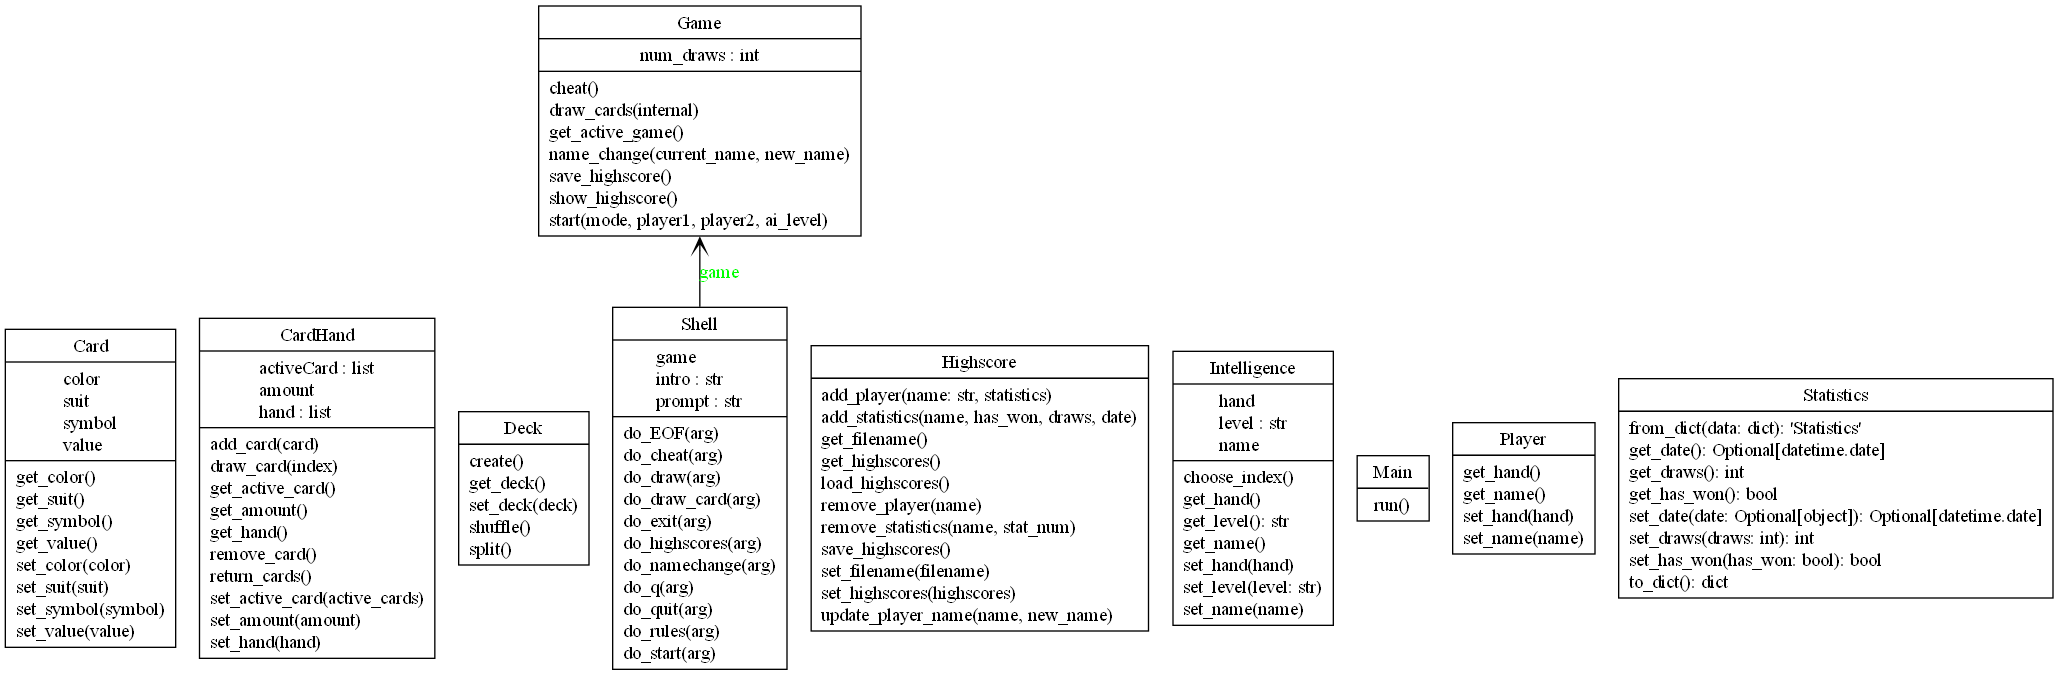 Game
num_draws : int
cheat()
draw_cards(internal)
get_active_game()
name_change(current_name, new_name)
save_highscore()
show_highscore()
start(mode, player1, player2, ai_level)
game
Card
color
suit
symbol
value
get_color()
get_suit()
get_symbol()
get_value()
set_color(color)
set_suit(suit)
set_symbol(symbol)
set_value(value)
CardHand
activeCard : list
amount
hand : list
add_card(card)
draw_card(index)
get_active_card()
get_amount()
get_hand()
remove_card()
return_cards()
set_active_card(active_cards)
set_amount(amount)
set_hand(hand)
Deck
create()
get_deck()
set_deck(deck)
shuffle()
split()
Shell
game
intro : str
prompt : str
do_EOF(arg)
do_cheat(arg)
do_draw(arg)
do_draw_card(arg)
do_exit(arg)
do_highscores(arg)
do_namechange(arg)
do_q(arg)
do_quit(arg)
do_rules(arg)
do_start(arg)
Highscore
add_player(name: str, statistics)
add_statistics(name, has_won, draws, date)
get_filename()
get_highscores()
load_highscores()
remove_player(name)
remove_statistics(name, stat_num)
save_highscores()
set_filename(filename)
set_highscores(highscores)
update_player_name(name, new_name)
Intelligence
hand
level : str
name
choose_index()
get_hand()
get_level(): str
get_name()
set_hand(hand)
set_level(level: str)
set_name(name)
Main
run()
Player
get_hand()
get_name()
set_hand(hand)
set_name(name)
Statistics
from_dict(data: dict): 'Statistics'
get_date(): Optional[datetime.date]
get_draws(): int
get_has_won(): bool
set_date(date: Optional[object]): Optional[datetime.date]
set_draws(draws: int): int
set_has_won(has_won: bool): bool
to_dict(): dict